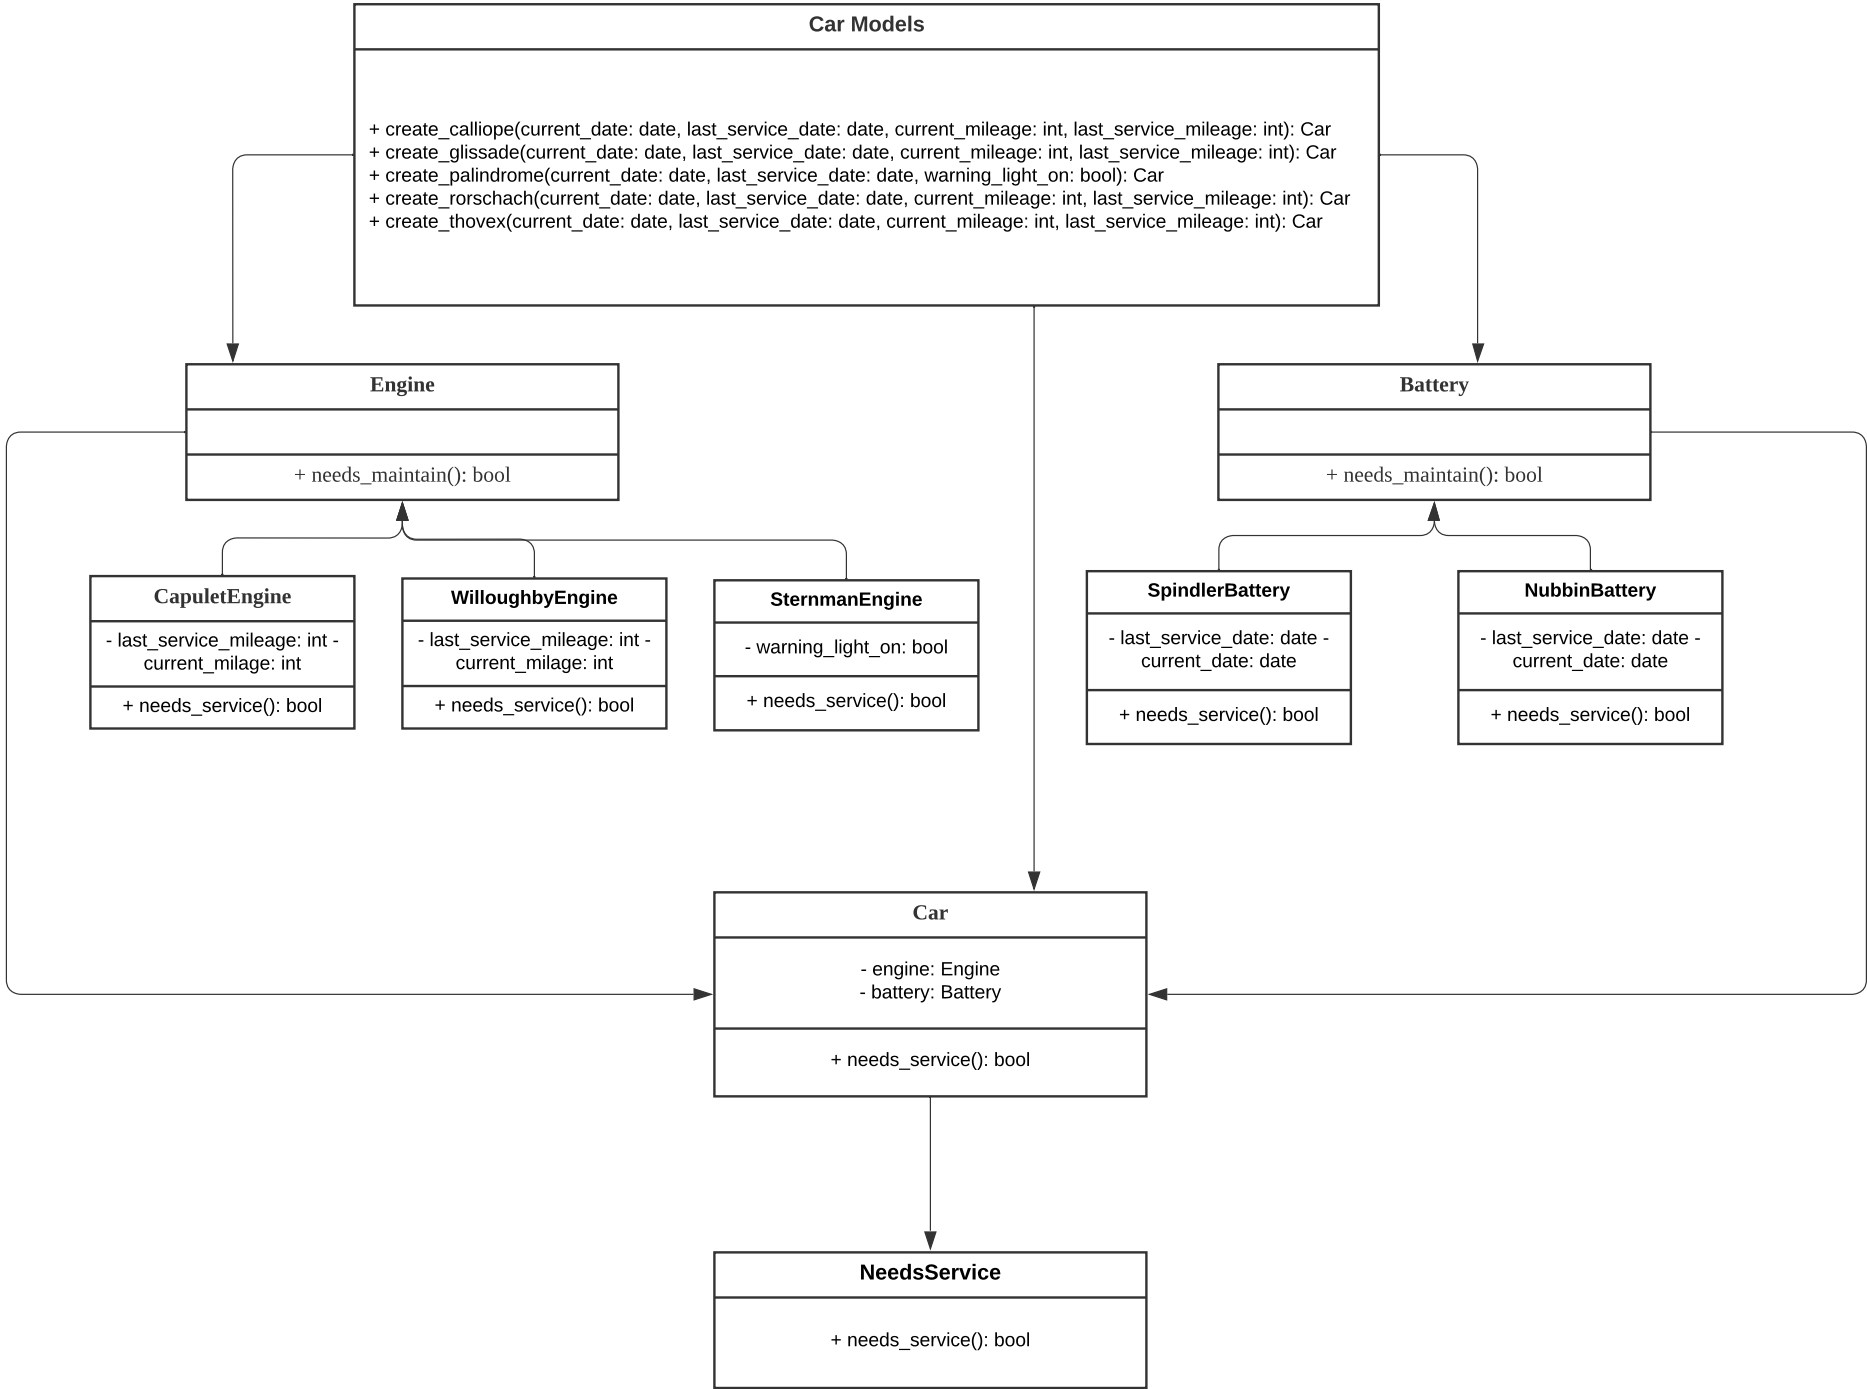 Car Models
+ create_calliope(current_date: date, last_service_date: date, current_mileage: int, last_service_mileage: int): Car
+ create_glissade(current_date: date, last_service_date: date, current_mileage: int, last_service_mileage: int): Car
+ create_palindrome(current_date: date, last_service_date: date, warning_light_on: bool): Car
+ create_rorschach(current_date: date, last_service_date: date, current_mileage: int, last_service_mileage: int): Car
+ create_thovex(current_date: date, last_service_date: date, current_mileage: int, last_service_mileage: int): Car
Engine
+ needs_maintain(): bool
Battery
+ needs_maintain(): bool
CapuletEngine
- last_service_mileage: int -
current_milage: int
+ needs_service(): bool
WilloughbyEngine
- last_service_mileage: int -
current_milage: int
+ needs_service(): bool
SternmanEngine
- warning_light_on: bool
+ needs_service(): bool
SpindlerBattery
- last_service_date: date -
current_date: date
+ needs_service(): bool
NubbinBattery
- last_service_date: date -
current_date: date
+ needs_service(): bool
Car
- engine: Engine
- battery: Battery
+ needs_service(): bool
NeedsService
+ needs_service(): bool